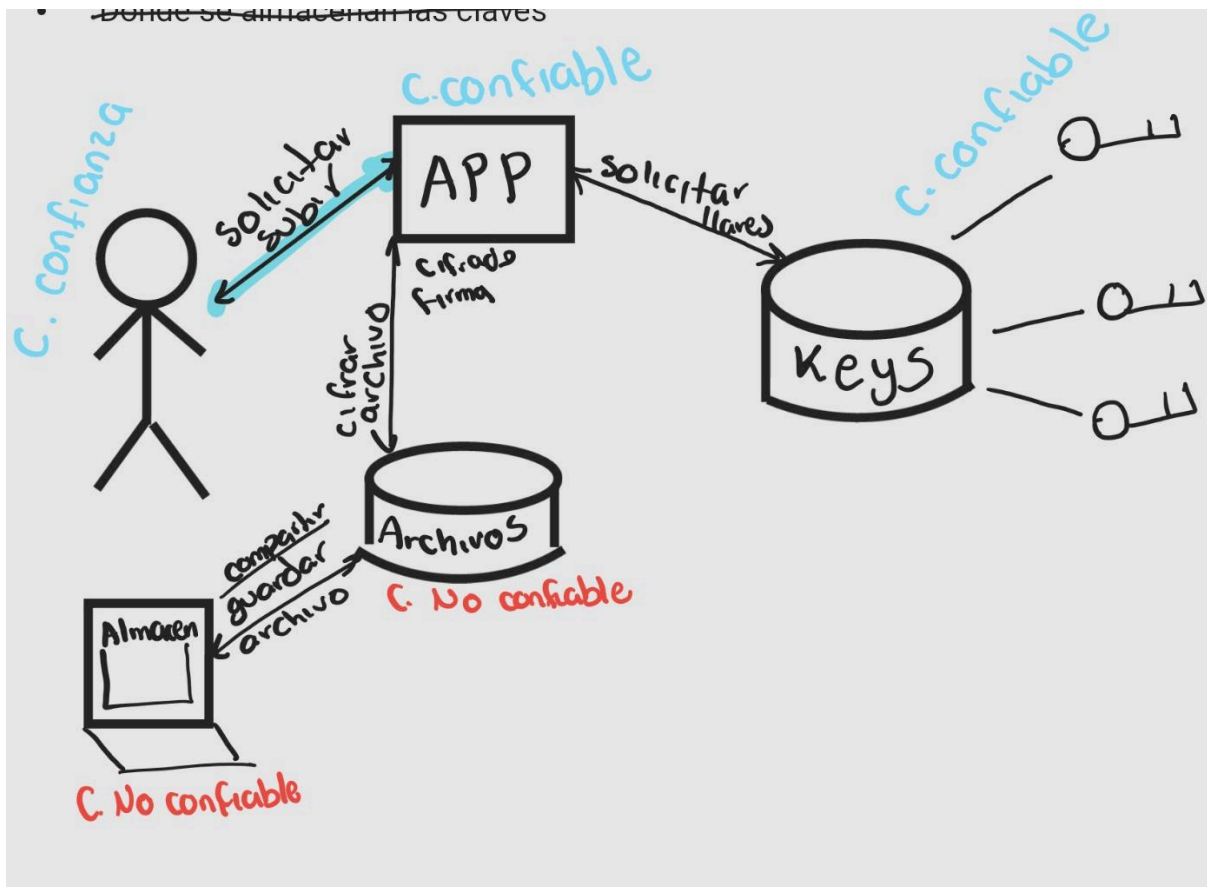 Donde se almacenan las claves
C. confiable
C. confiable
C. confianza
solicitar
subir
APP
solicitar
llaves
cifrado
firma
Keys
cifrar
archivo
Archivos
compartir
guardar
archivo
C. No confiable
Almacen
C. No confiable